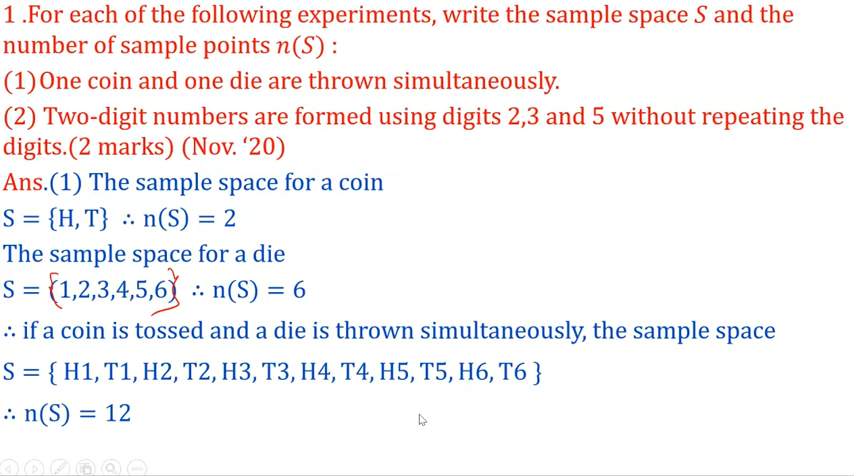 1 .For each of the following experiments, write the sample space S and the
number of sample points n(S) :
(1) One coin and one die are thrown simultaneously.
(2) Two-digit numbers are formed using digits 2,3 and 5 without repeating the
digits.(2 marks) (Nov. ‘20)
Ans.(1) The sample space for a coin
S = {H, T} ∴ n(S) = 2
The sample space for a die
S = (1,2,3,4,5,6) ∴ n(S) = 6
∴ if a coin is tossed and a die is thrown simultaneously, the sample space
S = { H1, T1, H2, T2, H3, T3, H4, T4, H5, T5, H6, T6 }
∴ n(S) = 12